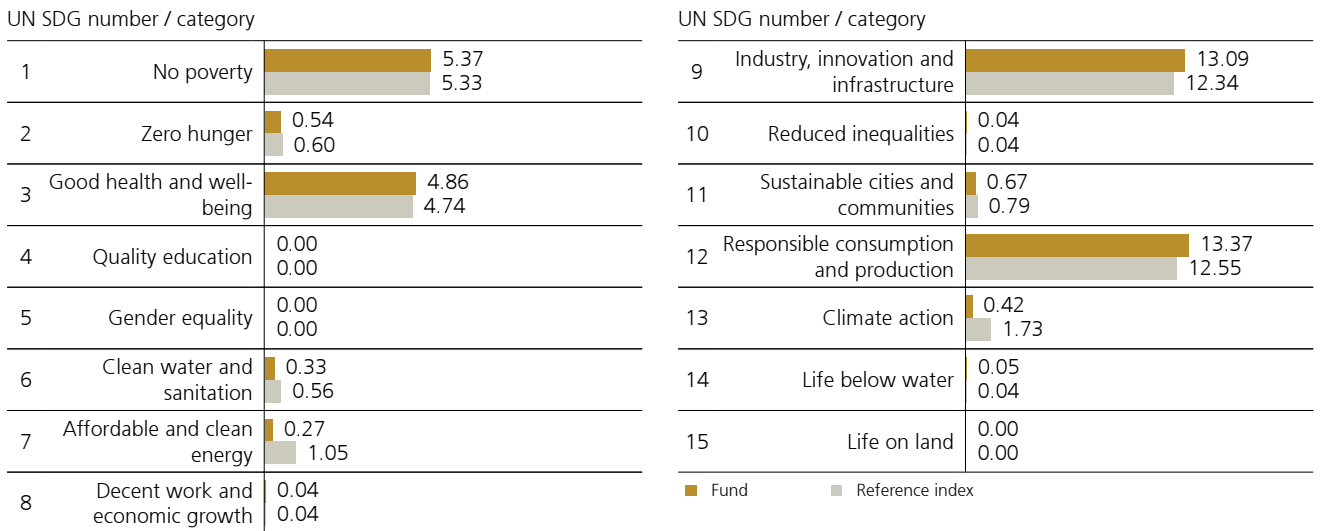 UN SDG number / category
1 No poverty 5.37
5.33
2 Zero hunger 0.54
0.60
3 Good health and well-
being 4.86
4.74
4 Quality education 0.00
0.00
5 Gender equality 0.00
0.00
6 Clean water and
sanitation 0.33
0.56
7 Affordable and clean
energy 0.27
1.05
8 Decent work and
economic growth 0.04
0.04
UN SDG number / category
9 Industry, innovation and
infrastructure 13.09
12.34
10 Reduced inequalities 0.04
0.04
11 Sustainable cities and
communities 0.67
0.79
12 Responsible consumption
and production 13.37
12.55
13 Climate action 0.42
1.73
14 Life below water 0.05
0.04
15 Life on land 0.00
0.00
Fund Reference index